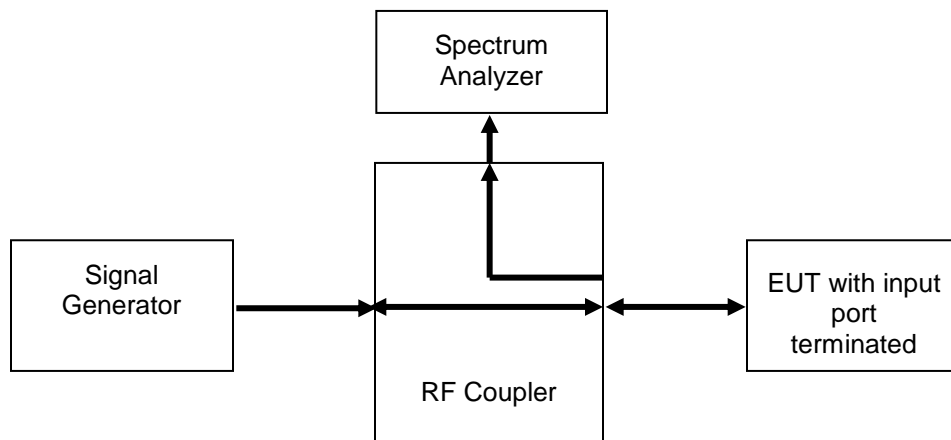 Spectrum
Analyzer
Signal
Generator
EUT with input
port
terminated
RF Coupler